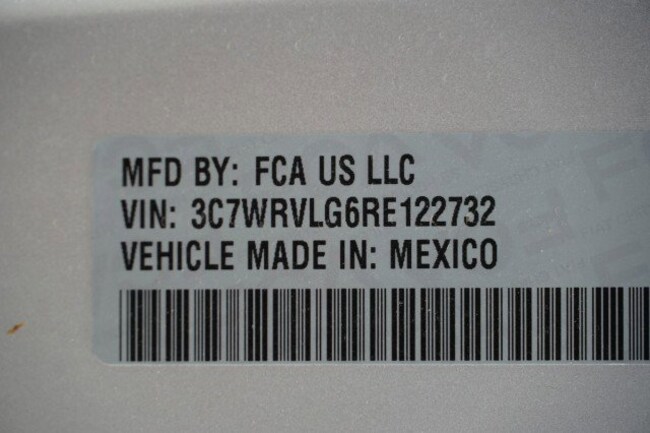 MFD BY: FCA US LLC
VIN: 3C7WRVLG6RE122732
VEHICLE MADE IN: MEXICO